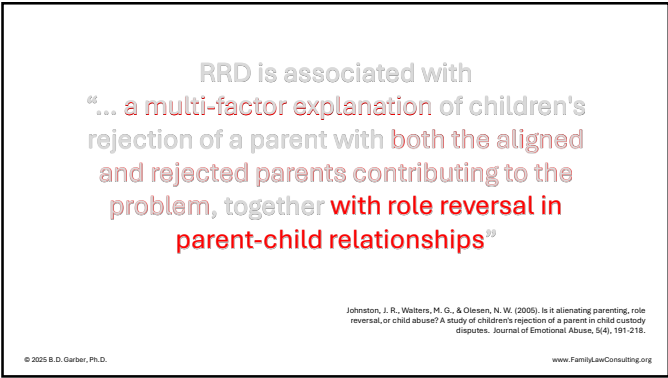 RRD is associated with
“... a multi-factor explanation of children's
rejection of a parent with both the aligned
and rejected parents contributing to the
problem, together with role reversal in
parent-child relationships”
Johnston, J. R., Walters, M. G., & Olesen, N. W. (2005). Is it alienating parenting, role
reversal, or child abuse? A study of children's rejection of a parent in child custody
disputes. Journal of Emotional Abuse, 5(4), 191-218.
© 2025 B.D. Garber, Ph.D.
www.FamilyLawConsulting.org